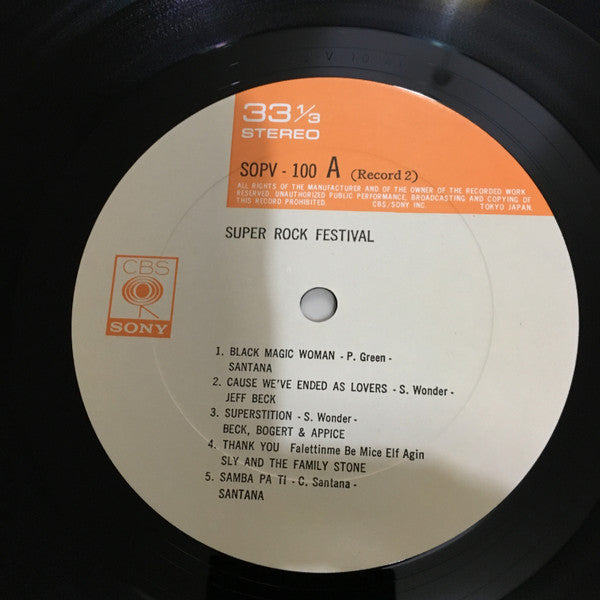 33 1/3
STEREO
SOPV - 100 A (Record 2)
ALL RIGHTS OF THE MANUFACTURER AND OF THE OWNER OF THE RECORDED WORK
RESERVED. UNAUTHORIZED PUBLIC PERFORMANCE, BROADCASTING AND COPYING OF
THIS RECORD PROHIBITED CBS/SONY INC. TOKYO JAPAN.
SUPER ROCK FESTIVAL
CBS
SONY
1. BLACK MAGIC WOMAN - P. Green -
SANTANA
2. CAUSE WE'VE ENDED AS LOVERS - S. Wonder -
JEFF BECK
3. SUPERSTITION - S. Wonder -
BECK, BOGERT & APPICE
4. THANK YOU Falettinme Be Mice Elf Agin
SLY AND THE FAMILY STONE
5. SAMBA PA TI - C. Santana -
SANTANA